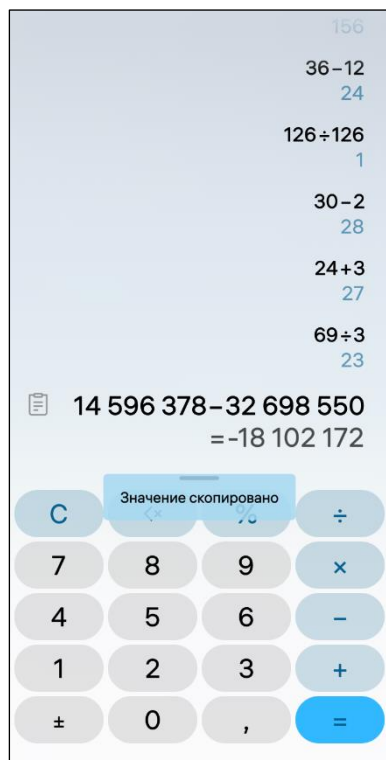 156
36–12
24
126÷126
1
30–2
28
24+3
27
69÷3
23
14 596 378–32 698 550
=-18 102 172
Значение скопировано
C % ÷
7 8 9 ×
4 5 6 –
1 2 3 +
± 0 , =